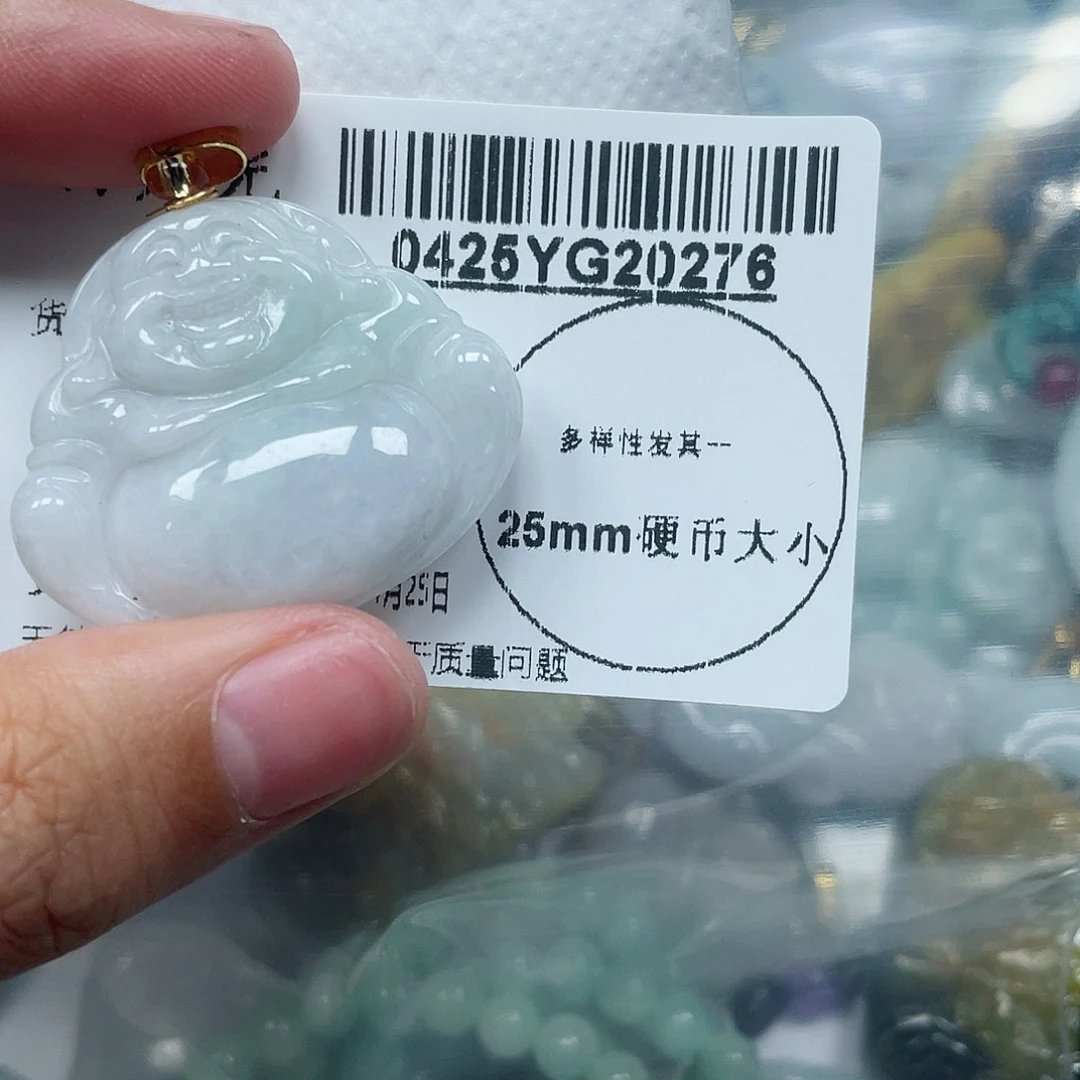 0425YG20276
货
多样性发其一
25mm硬币大小
月25日
质量问题